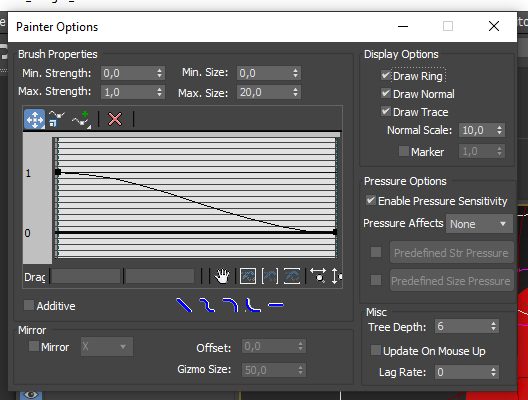 Painter Options
Brush Properties
Min. Strength: 0,0 Min. Size: 0,0
Max. Strength: 1,0 Max. Size: 20,0
1
0
Additive
Mirror
Mirror X Offset: 0,0
Gizmo Size: 50,0
Display Options
Draw Ring
Draw Normal
Draw Trace
Normal Scale: 10,0
Marker 1,0
Pressure Options
Enable Pressure Sensitivity
Pressure Affects None
Predefined Str Pressure
Predefined Size Pressure
Misc
Tree Depth: 6
Update On Mouse Up
Lag Rate: 0